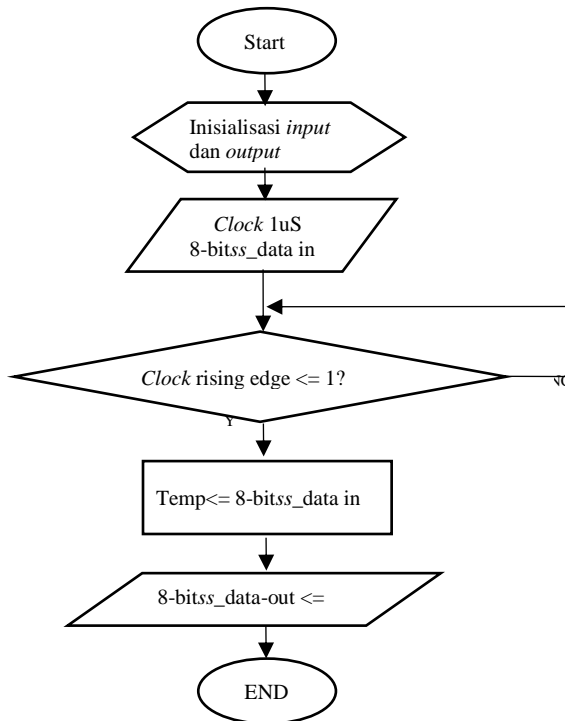 Start
Inisialisasi input
dan output
Clock 1uS
8-bitss_data in
Clock rising edge <= 1?
Y
Temp<= 8-bitss_data in
8-bitss_data-out <=
END